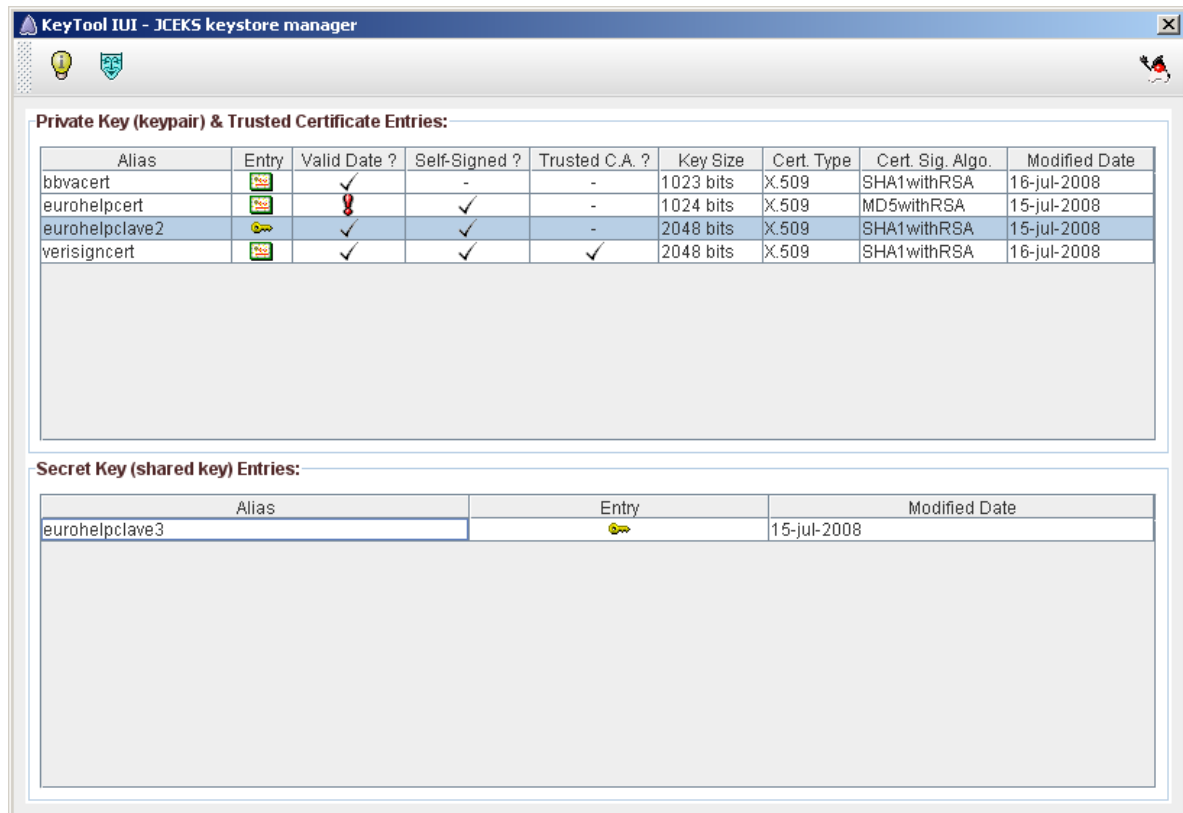 KeyTool IUI - JCEKS keystore manager
Private Key (keypair) & Trusted Certificate Entries:
Alias Entry Valid Date ? Self-Signed ? Trusted C.A. ? Key Size Cert. Type Cert. Sig. Algo. Modified Date
bbvacert - - 1023 bits X.509 SHA1withRSA 16-jul-2008
eurohelpcert - 1024 bits X.509 MD5withRSA 15-jul-2008
eurohelpclave2 - 2048 bits X.509 SHA1withRSA 15-jul-2008
verisigncert 2048 bits X.509 SHA1withRSA 16-jul-2008
Secret Key (shared key) Entries:
Alias Entry Modified Date
eurohelpclave3 15-jul-2008